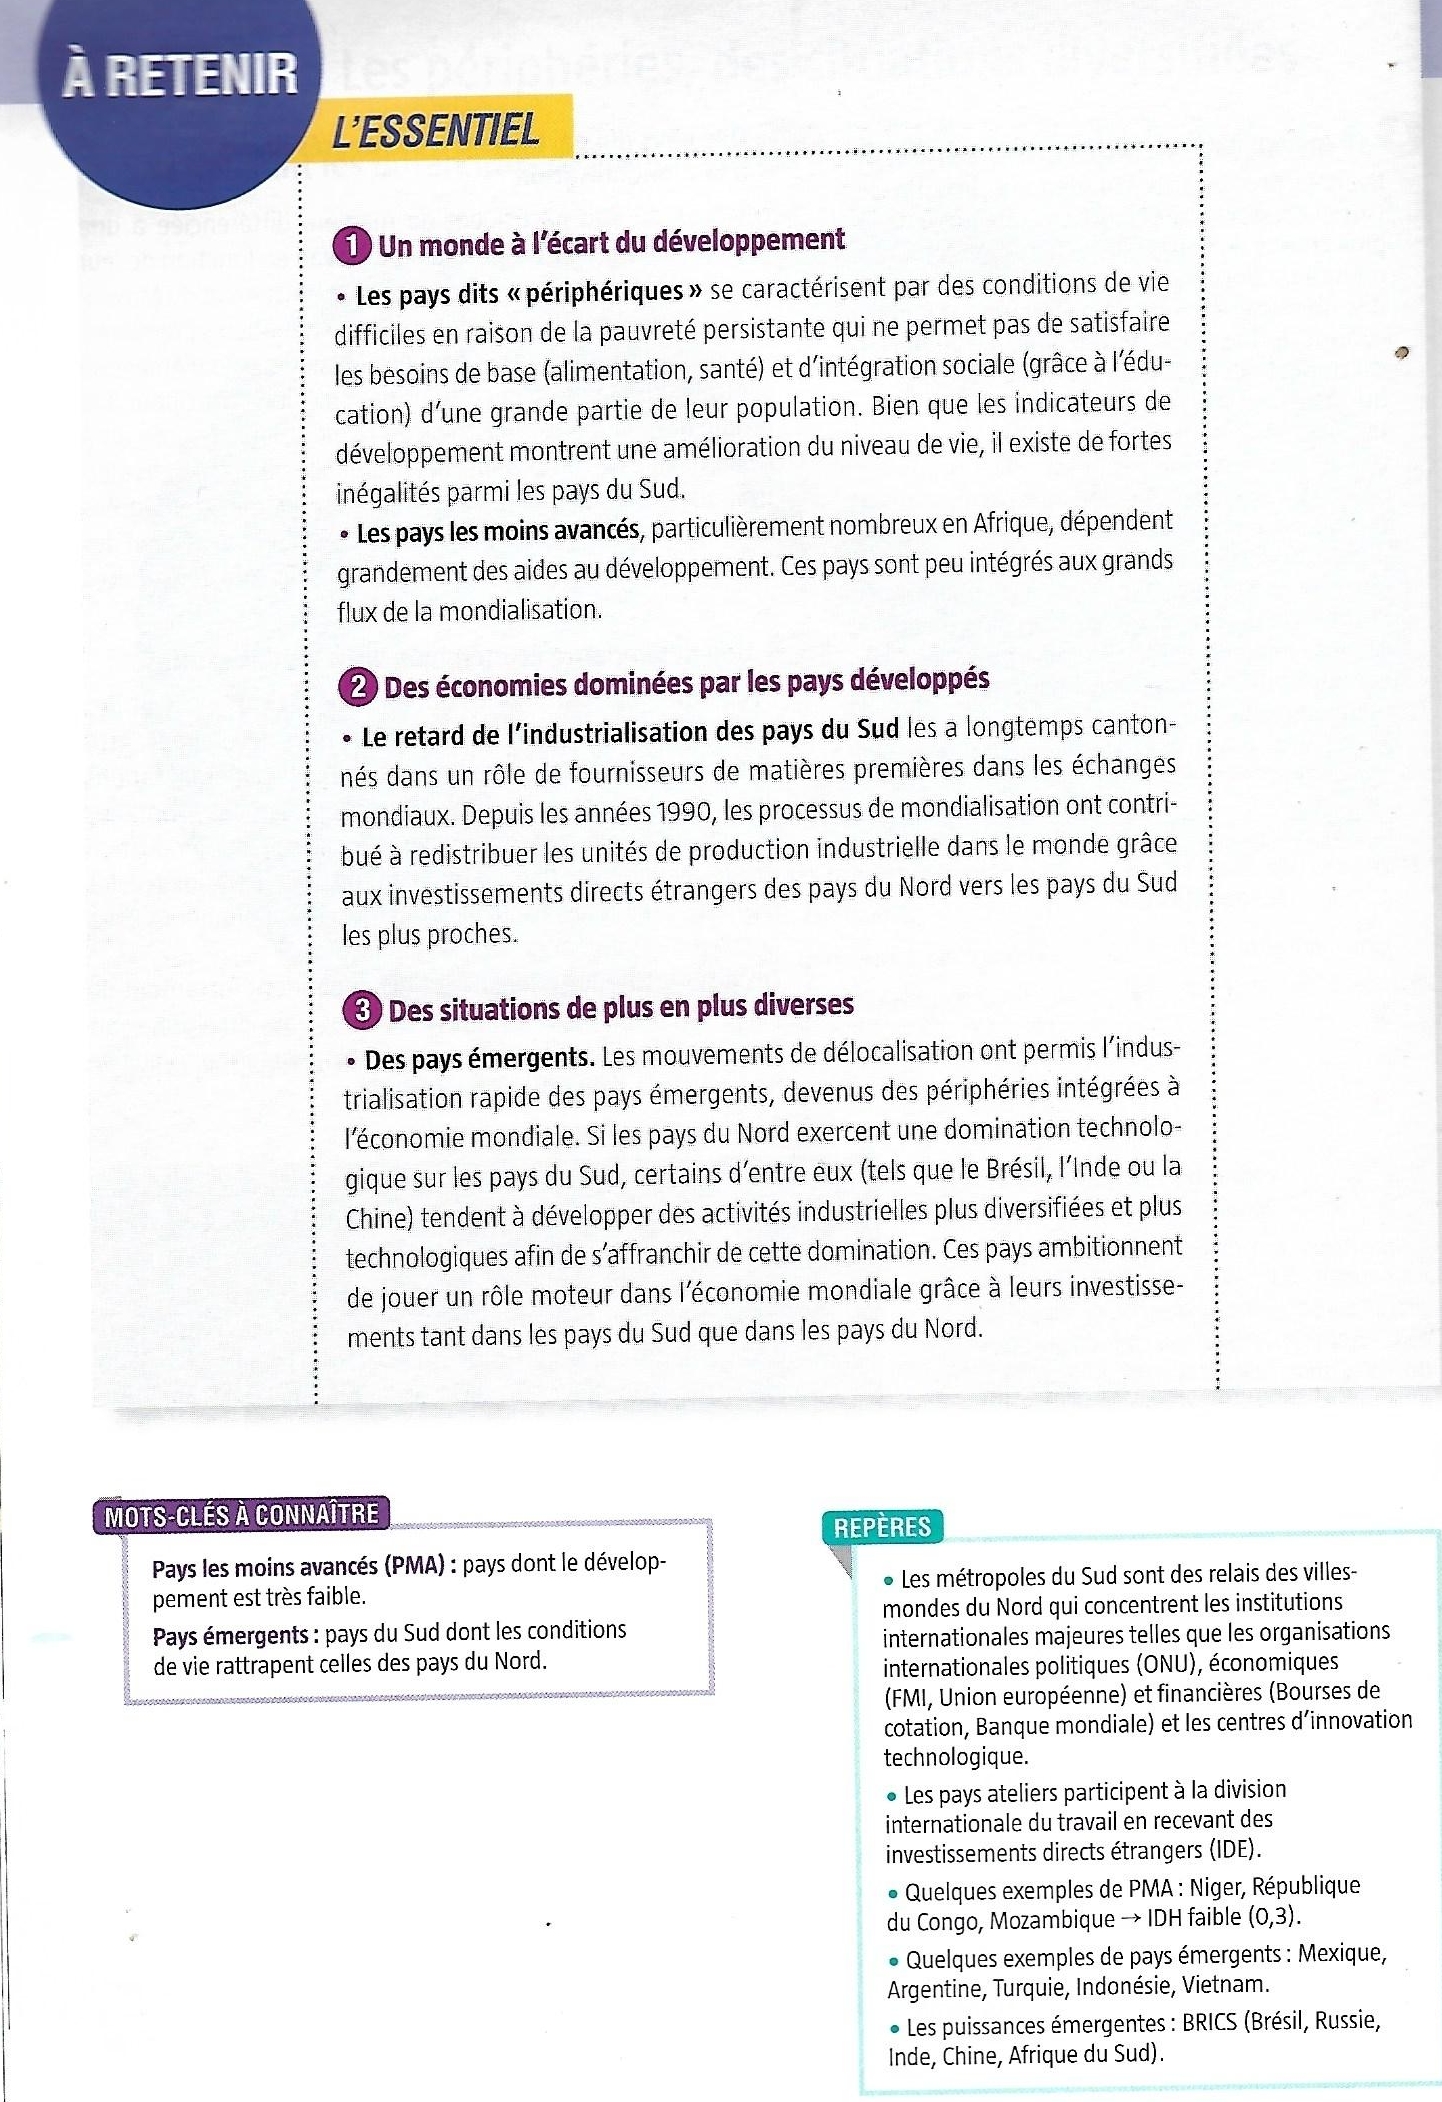 À RETENIR
L'ESSENTIEL
1 Un monde à l'écart du développement
• Les pays dits « périphériques » se caractérisent par des conditions de vie
difficiles en raison de la pauvreté persistante qui ne permet pas de satisfaire
les besoins de base (alimentation, santé) et d'intégration sociale (grâce à l'édu-
cation) d'une grande partie de leur population. Bien que les indicateurs de
développement montrent une amélioration du niveau de vie, il existe de fortes
inégalités parmi les pays du Sud.
• Les pays les moins avancés, particulièrement nombreux en Afrique, dépendent
grandement des aides au développement. Ces pays sont peu intégrés aux grands
flux de la mondialisation.
2 Des économies dominées par les pays développés
• Le retard de l'industrialisation des pays du Sud les a longtemps canton-
nés dans un rôle de fournisseurs de matières premières dans les échanges
mondiaux. Depuis les années 1990, les processus de mondialisation ont contri-
bué à redistribuer les unités de production industrielle dans le monde grâce
aux investissements directs étrangers des pays du Nord vers les pays du Sud
les plus proches.
3 Des situations de plus en plus diverses
• Des pays émergents. Les mouvements de délocalisation ont permis l'indus-
trialisation rapide des pays émergents, devenus des périphéries intégrées à
l'économie mondiale. Si les pays du Nord exercent une domination technolo-
gique sur les pays du Sud, certains d'entre eux (tels que le Brésil, l'Inde ou la
Chine) tendent à développer des activités industrielles plus diversifiées et plus
technologiques afin de s'affranchir de cette domination. Ces pays ambitionnent
de jouer un rôle moteur dans l'économie mondiale grâce à leurs investisse-
ments tant dans les pays du Sud que dans les pays du Nord.
MOTS-CLÉS À CONNAÎTRE
Pays les moins avancés (PMA) : pays dont le dévelop-
pement est très faible.
Pays émergents : pays du Sud dont les conditions
de vie rattrapent celles des pays du Nord.
REPÈRES
• Les métropoles du Sud sont des relais des villes-
mondes du Nord qui concentrent les institutions
internationales majeures telles que les organisations
internationales politiques (ONU), économiques
(FMI, Union européenne) et financières (Bourses de
cotation, Banque mondiale) et les centres d'innovation
technologique.
• Les pays ateliers participent à la division
internationale du travail en recevant des
investissements directs étrangers (IDE).
• Quelques exemples de PMA : Niger, République
du Congo, Mozambique → IDH faible (0,3).
• Quelques exemples de pays émergents : Mexique,
Argentine, Turquie, Indonésie, Vietnam.
• Les puissances émergentes : BRICS (Brésil, Russie,
Inde, Chine, Afrique du Sud).